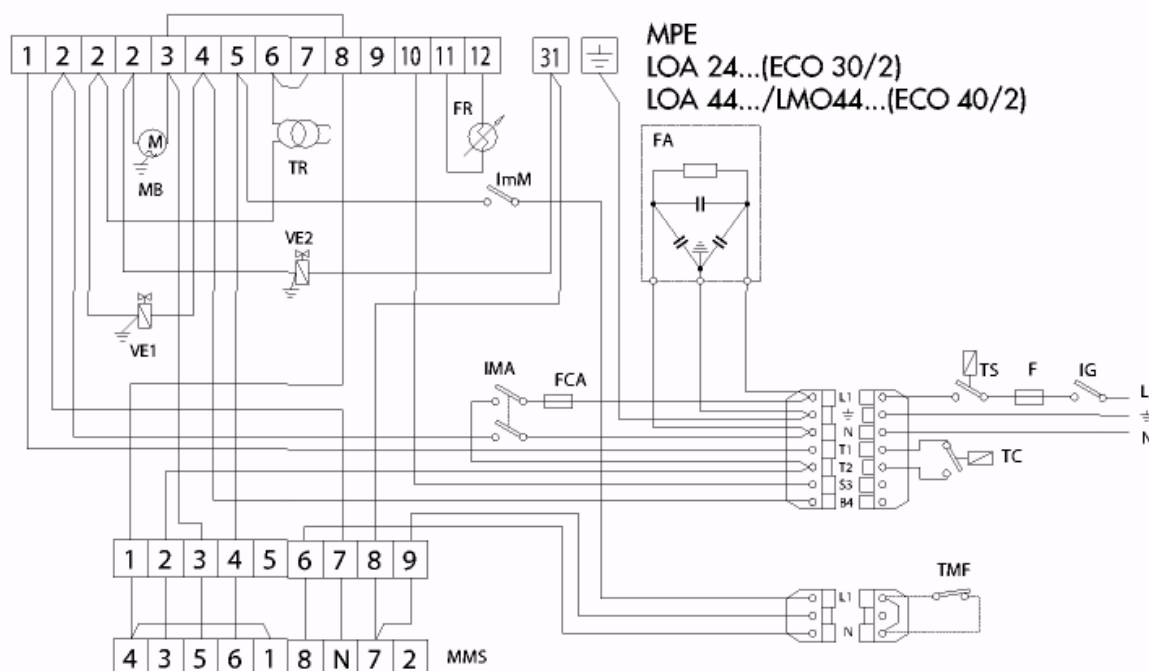 MPE
LOA 24...(ECO 30/2)
LOA 44.../LMO44...(ECO 40/2)
1 2 2 2 3 4 5 6 7 8 9 10 11 12 31
FR
FA
M
MB
TR
ImM
VE2
VE1
IMA
FCA
TS
F
IG
L1
L
N
N
T1
TC
T2
S3
B4
1 2 3 4 5 6 7 8 9
L1
TMF
N
4 3 5 6 1 8 N 7 2
MMS